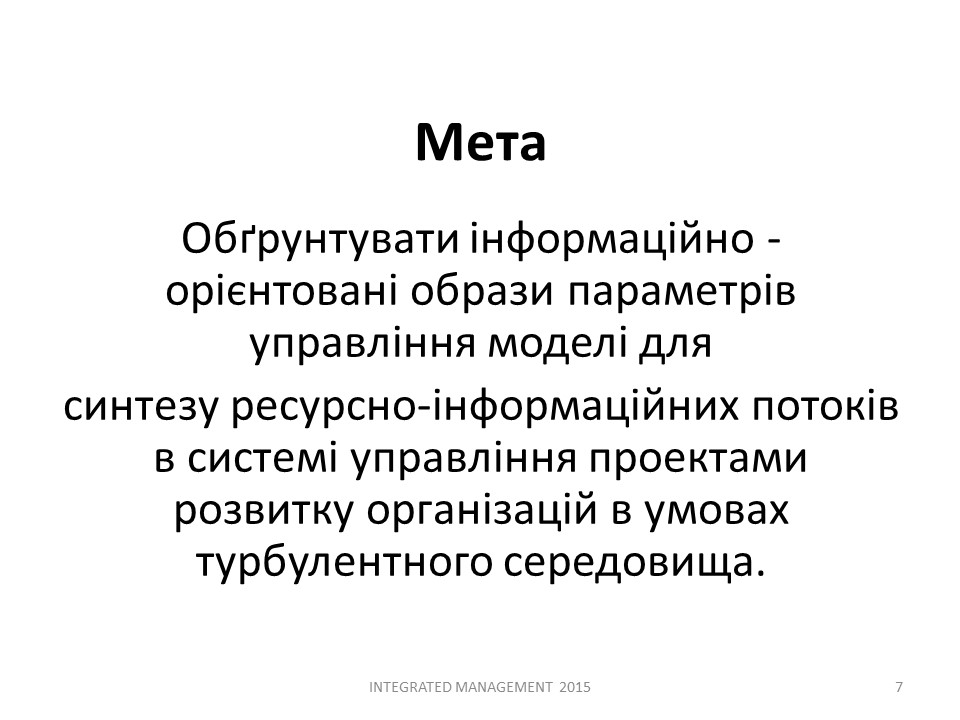 Мета
Обґрунтувати інформаційно -
орієнтовані образи параметрів
управління моделі для
синтезу ресурсно-інформаційних потоків
в системі управління проектами
розвитку організацій в умовах
турбулентного середовища.
INTEGRATED MANAGEMENT 2015
7